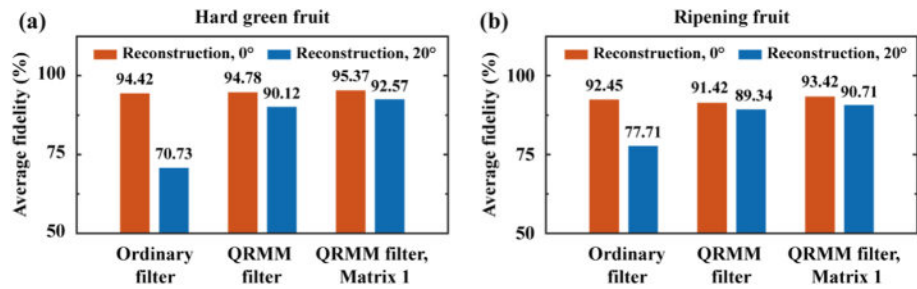 (a)
Hard green fruit
Average fidelity (%)
100
75
50
Reconstruction, 0°
Reconstruction, 20°
94.42
70.73
94.78
90.12
95.37
92.57
Ordinary
filter
QRMM
filter
QRMM filter,
Matrix 1
(b)
Ripening fruit
Average fidelity (%)
100
75
50
Reconstruction, 0°
Reconstruction, 20°
92.45
77.71
91.42
89.34
93.42
90.71
Ordinary
filter
QRMM
filter
QRMM filter,
Matrix 1